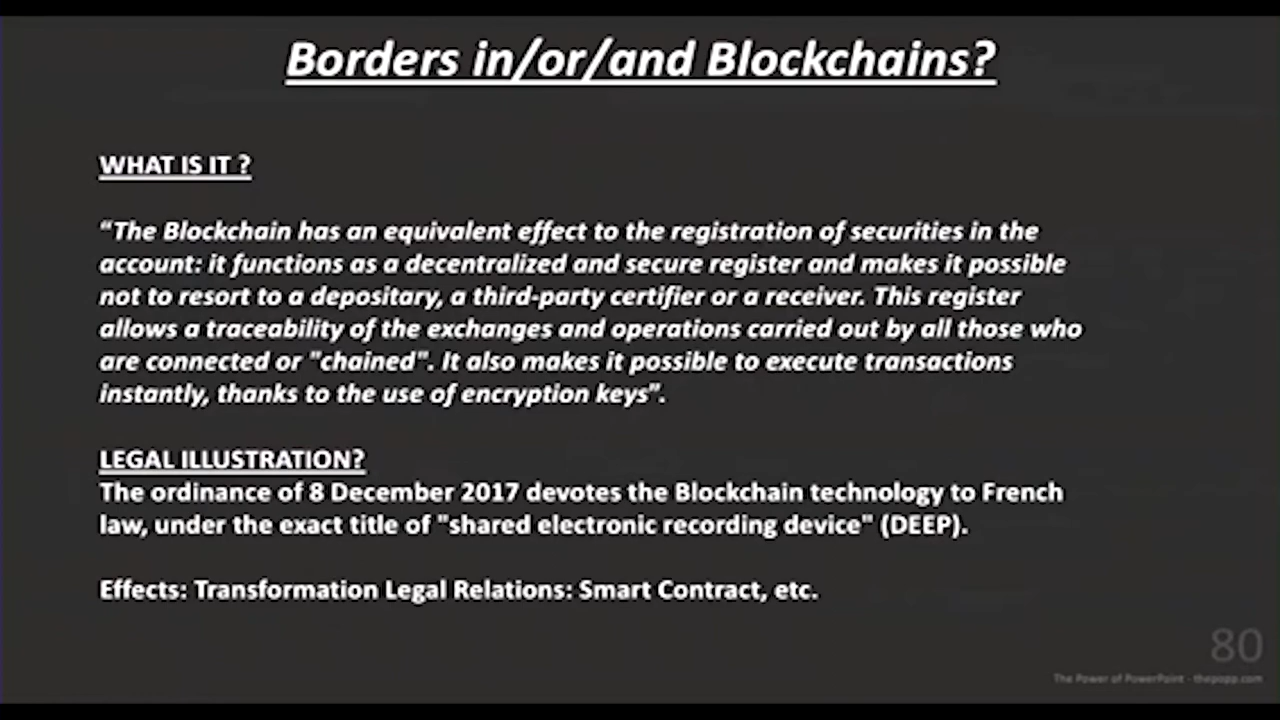 Borders in/or/and Blockchains?
WHAT IS IT ?
“The Blockchain has an equivalent effect to the registration of securities in the
account: it functions as a decentralized and secure register and makes it possible
not to resort to a depositary, a third-party certifier or a receiver. This register
allows a traceability of the exchanges and operations carried out by all those who
are connected or "chained". It also makes it possible to execute transactions
instantly, thanks to the use of encryption keys”.
LEGAL ILLUSTRATION?
The ordinance of 8 December 2017 devotes the Blockchain technology to French
law, under the exact title of "shared electronic recording device" (DEEP).
Effects: Transformation Legal Relations: Smart Contract, etc.
80
The Power of PowerPoint - thepopp.com